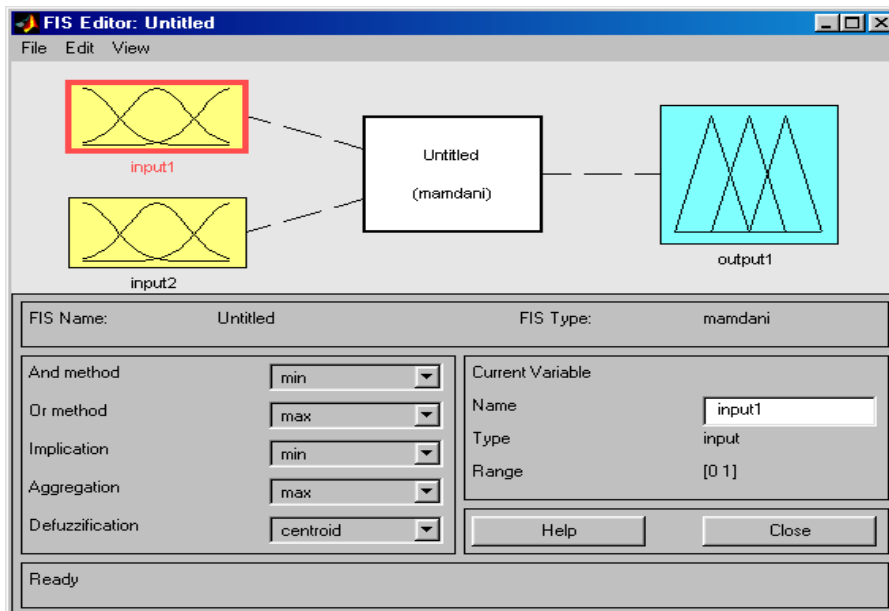 FIS Editor: Untitled
File Edit View
input1
input2
Untitled
(mamdani)
output1
FIS Name: Untitled FIS Type: mamdani
And method min
Or method max
Implication min
Aggregation max
Defuzzification centroid
Current Variable
Name input1
Type input
Range [0 1]
Help Close
Ready